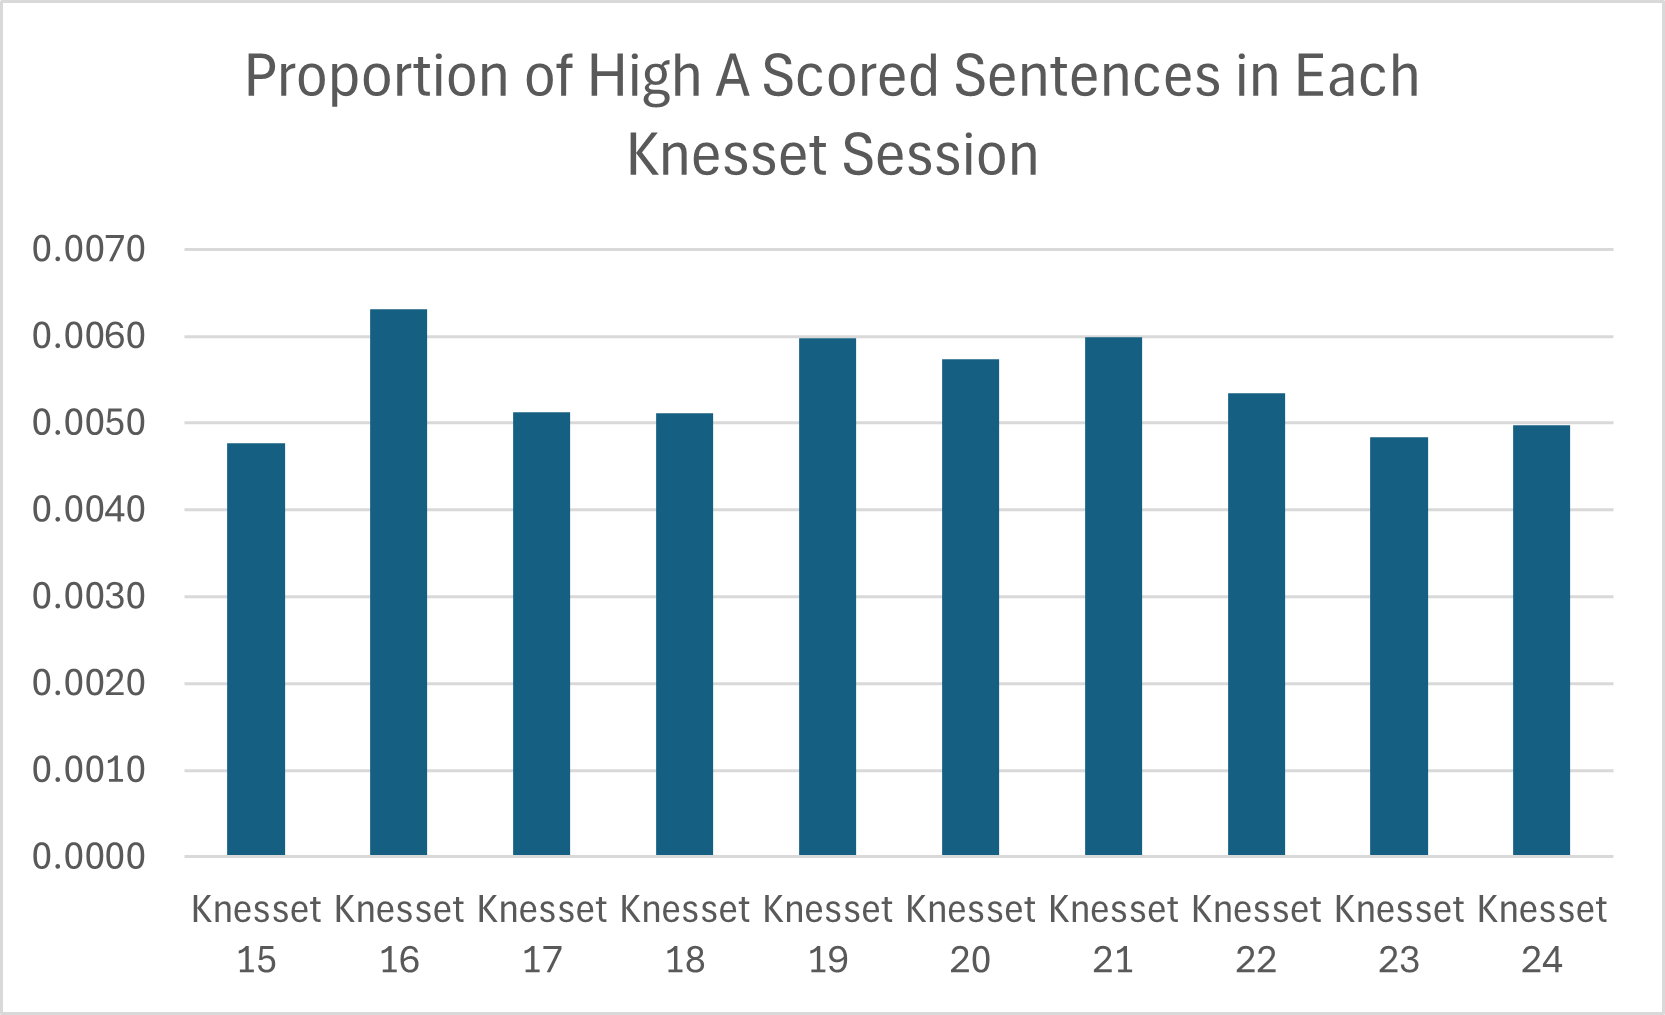 Proportion of High A Scored Sentences in Each
Knesset Session
0.0070
0.0060
0.0050
0.0040
0.0030
0.0020
0.0010
0.0000
Knesset Knesset Knesset Knesset Knesset Knesset Knesset Knesset Knesset Knesset
15 16 17 18 19 20 21 22 23 24